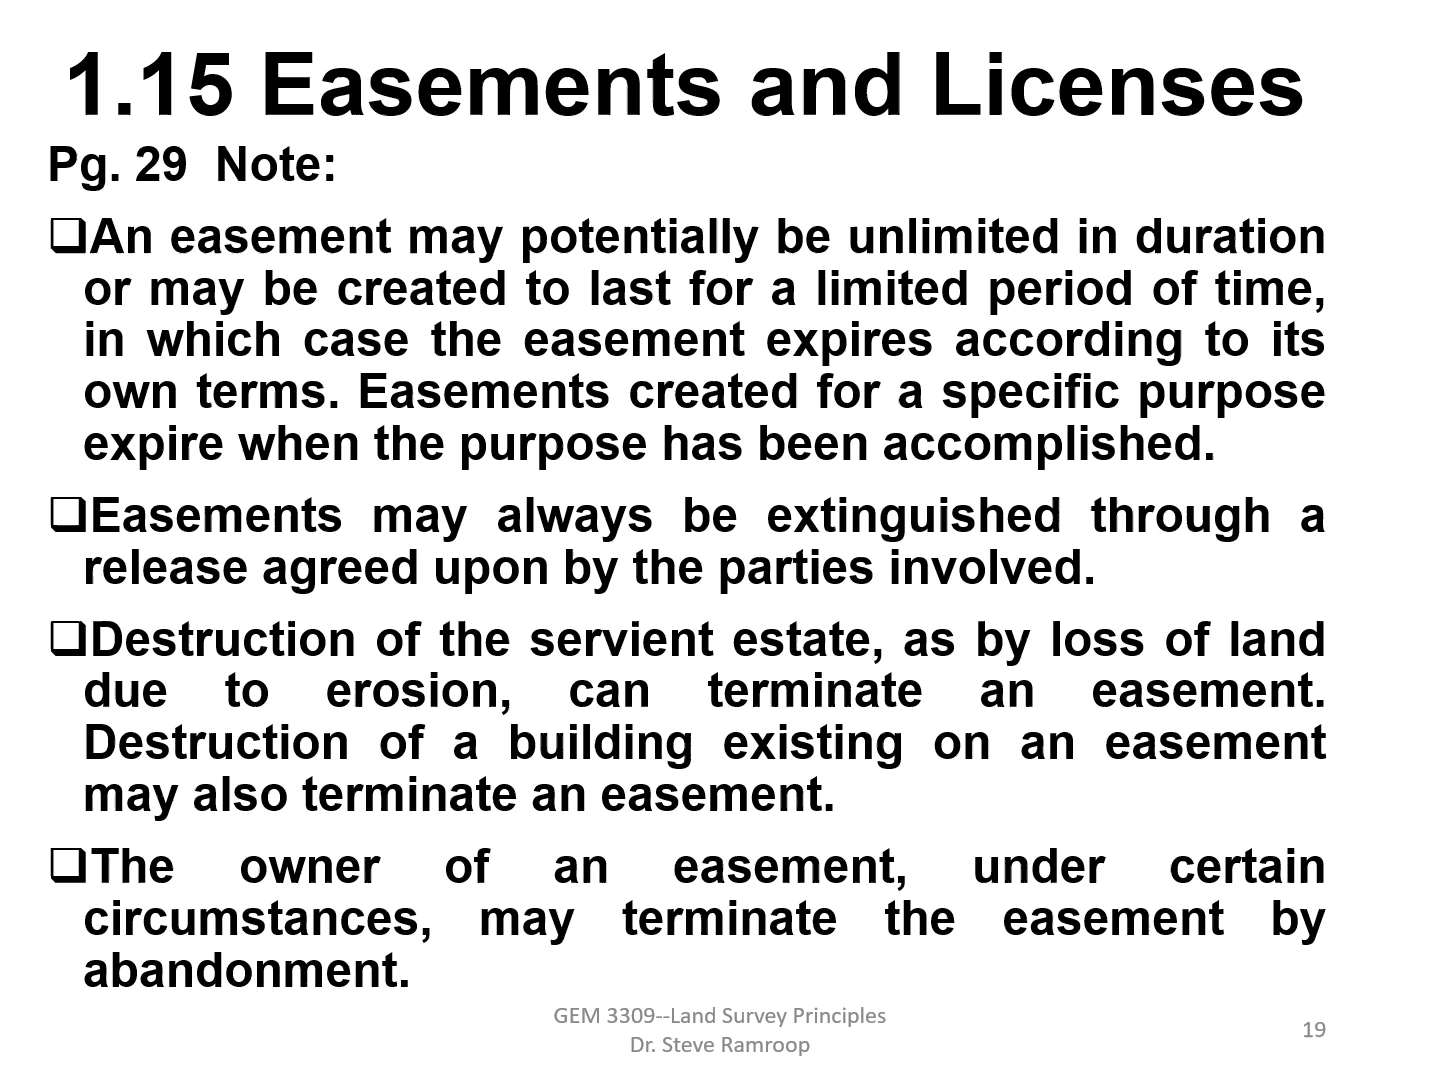 1.15 Easements and Licenses
Pg. 29 Note:
❑An easement may potentially be unlimited in duration
or may be created to last for a limited period of time,
in which case the easement expires according to its
own terms. Easements created for a specific purpose
expire when the purpose has been accomplished.
❑Easements may always be extinguished through a
release agreed upon by the parties involved.
❑Destruction of the servient estate, as by loss of land
due to erosion, can terminate an easement.
Destruction of a building existing on an easement
may also terminate an easement.
❑The owner of an easement, under certain
circumstances, may terminate the easement by
abandonment.
GEM 3309--Land Survey Principles
Dr. Steve Ramroop
19